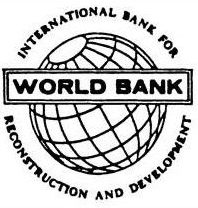 INTERNATIONAL BANK FOR
WORLD BANK
RECONSTRUCTION AND DEVELOPMENT